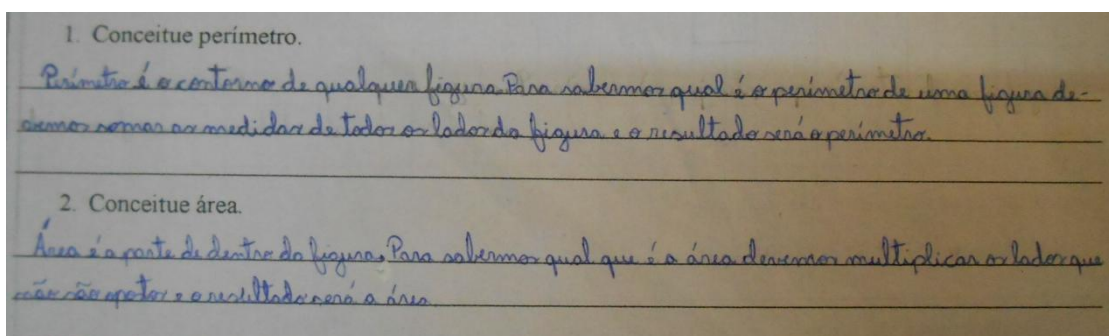 1. Conceitue perímetro.
Perímetro é o contorno de qualquer figura. Para sabermos qual é o perímetro de uma figura de-
vemos somar as medidas de todos os lados da figura e o resultado será o perímetro.
2. Conceitue área.
Área é a parte de dentro da figura. Para sabermos qual que é a área devemos multiplicar os lados que
não são opostos e o resultado será a área.